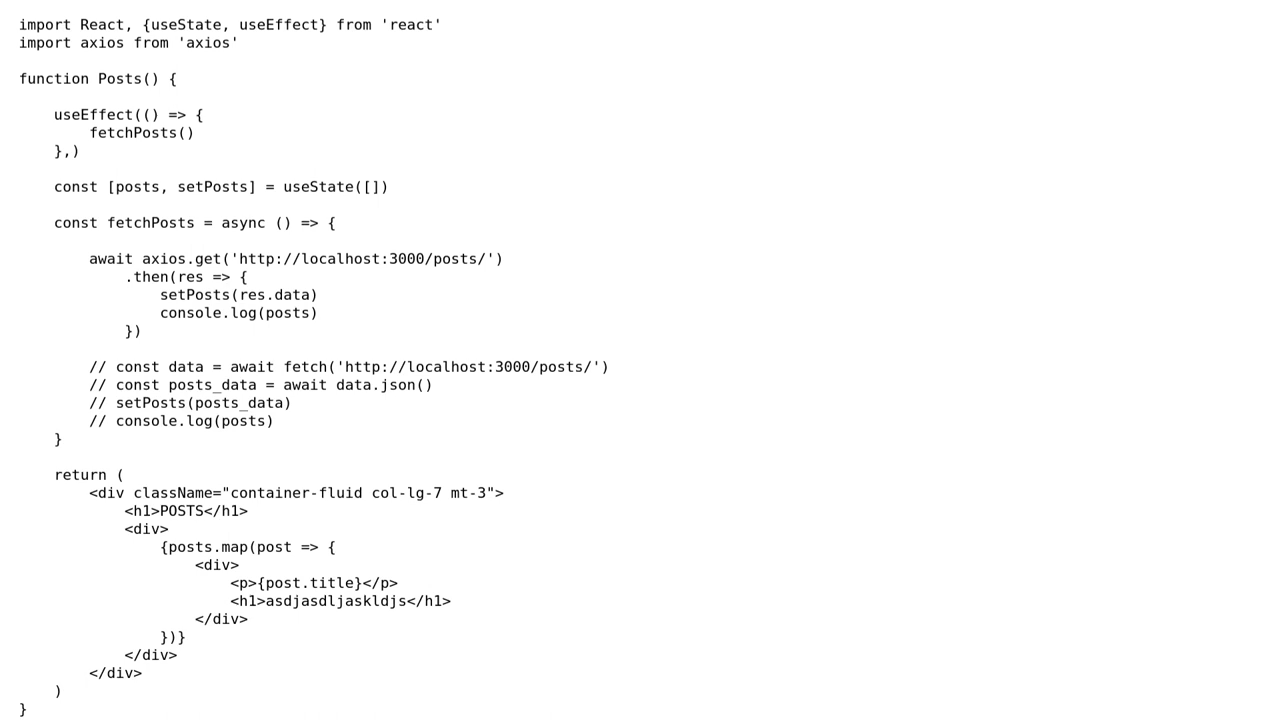 import React, {useState, useEffect} from 'react'
import axios from 'axios'

function Posts() {

    useEffect(() => {
        fetchPosts()
    },)

    const [posts, setPosts] = useState([])

    const fetchPosts = async () => {

        await axios.get('http://localhost:3000/posts/')
            .then(res => {
                setPosts(res.data)
                console.log(posts)
            })

        // const data = await fetch('http://localhost:3000/posts/')
        // const posts_data = await data.json()
        // setPosts(posts_data)
        // console.log(posts)
    }

    return (
        <div className="container-fluid col-lg-7 mt-3">
            <h1>POSTS</h1>
            <div>
                {posts.map(post => {
                    <div>
                        <p>{post.title}</p>
                        <h1>asdjasdljaskldjs</h1>
                    </div>
                })}
            </div>
        </div>
    )
}